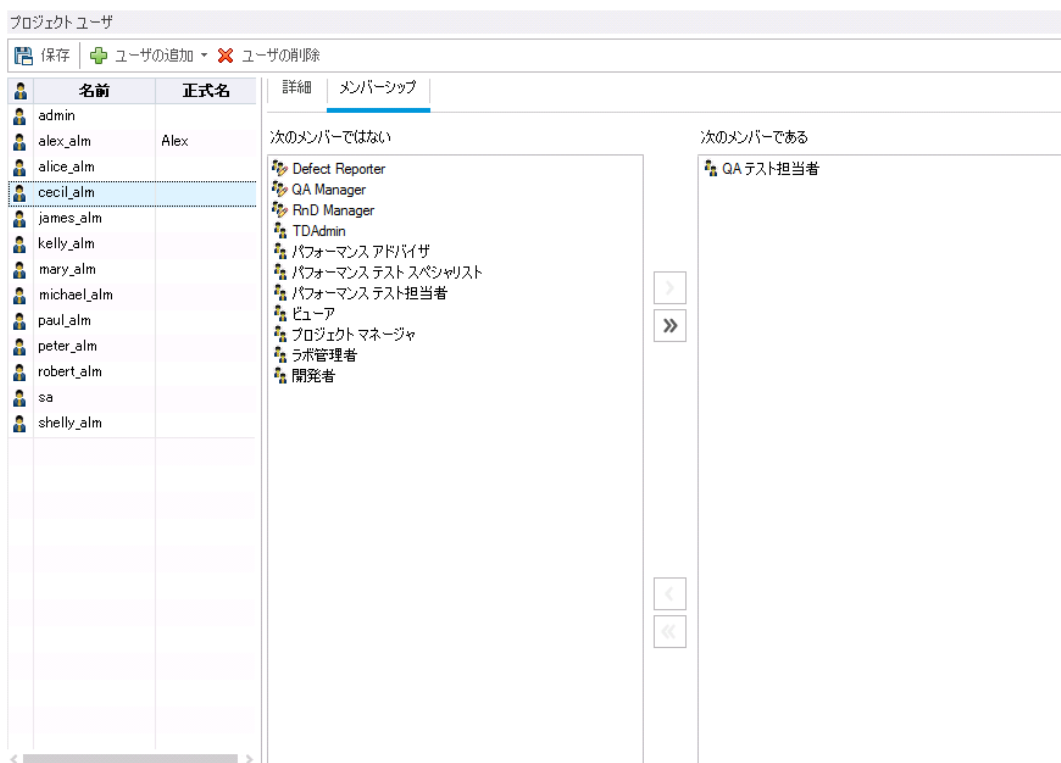 プロジェクト ユーザ
保存 ユーザの追加 ユーザの削除
名前 正式名
admin
alex_alm Alex
alice_alm
cecil_alm
james_alm
kelly_alm
mary_alm
michael_alm
paul_alm
peter_alm
robert_alm
sa
shelly_alm
詳細 メンバーシップ
次のメンバーではない
Defect Reporter
QA Manager
RnD Manager
TDAdmin
パフォーマンス アドバイザ
パフォーマンス テスト スペシャリスト
パフォーマンス テスト担当者
ビューア
プロジェクト マネージャ
ラボ管理者
開発者
次のメンバーである
QA テスト担当者